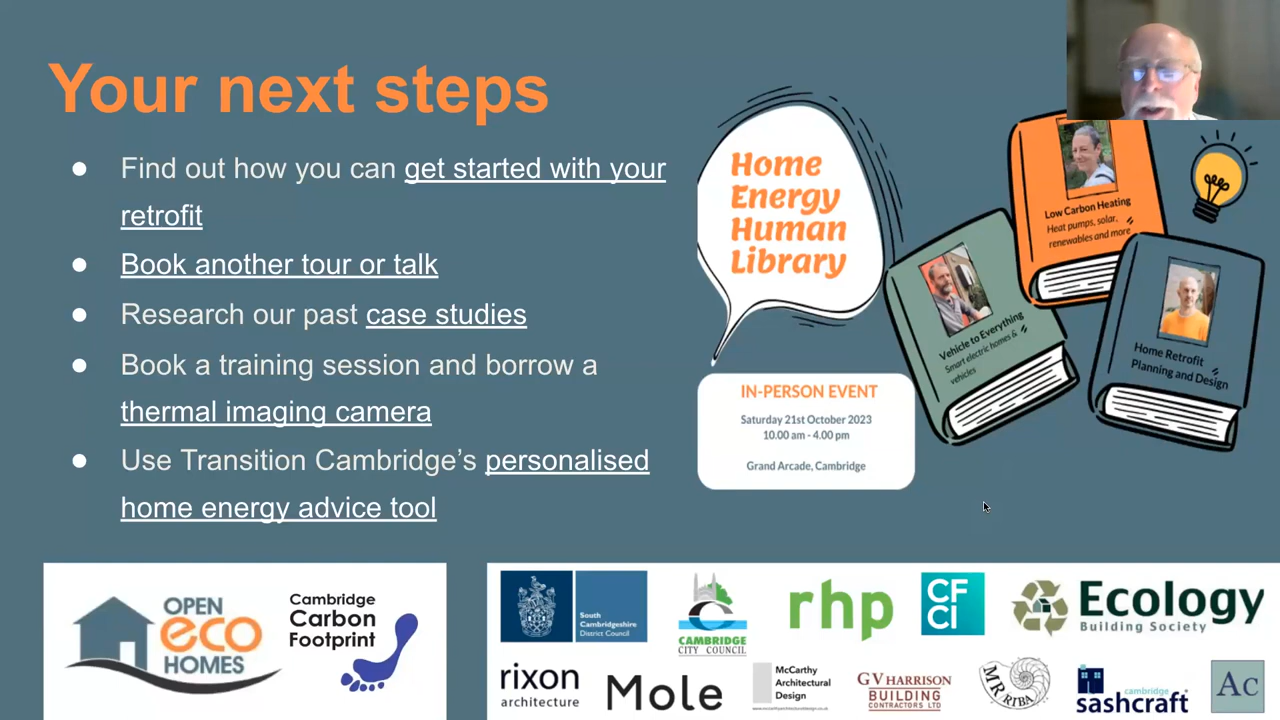 Your next steps
● Find out how you can get started with your
retrofit
● Book another tour or talk
● Research our past case studies
● Book a training session and borrow a
thermal imaging camera
● Use Transition Cambridge’s personalised
home energy advice tool
Home
Energy
Human
Library
IN-PERSON EVENT
Saturday 21st October 2023
10.00 am - 4.00 pm
Grand Arcade, Cambridge
Low Carbon Heating
Heat pumps, solar,
renewables and more
Vehicle to Everything
Smart electric homes &
vehicles
Home Retrofit
Planning and Design
OPEN
eco
HOMES
Cambridge
Carbon
Footprint
South
Cambridgeshire
District Council
CAMBRIDGE
CITY COUNCIL
rhp
CF
CI
Ecology
Building Society
rixon
architecture
Mole
McCarthy
Architectural
Design
GV HARRISON
BUILDING
CONTRACTORS LTD
MR RIBA
cambridge
sashcraft
Ac